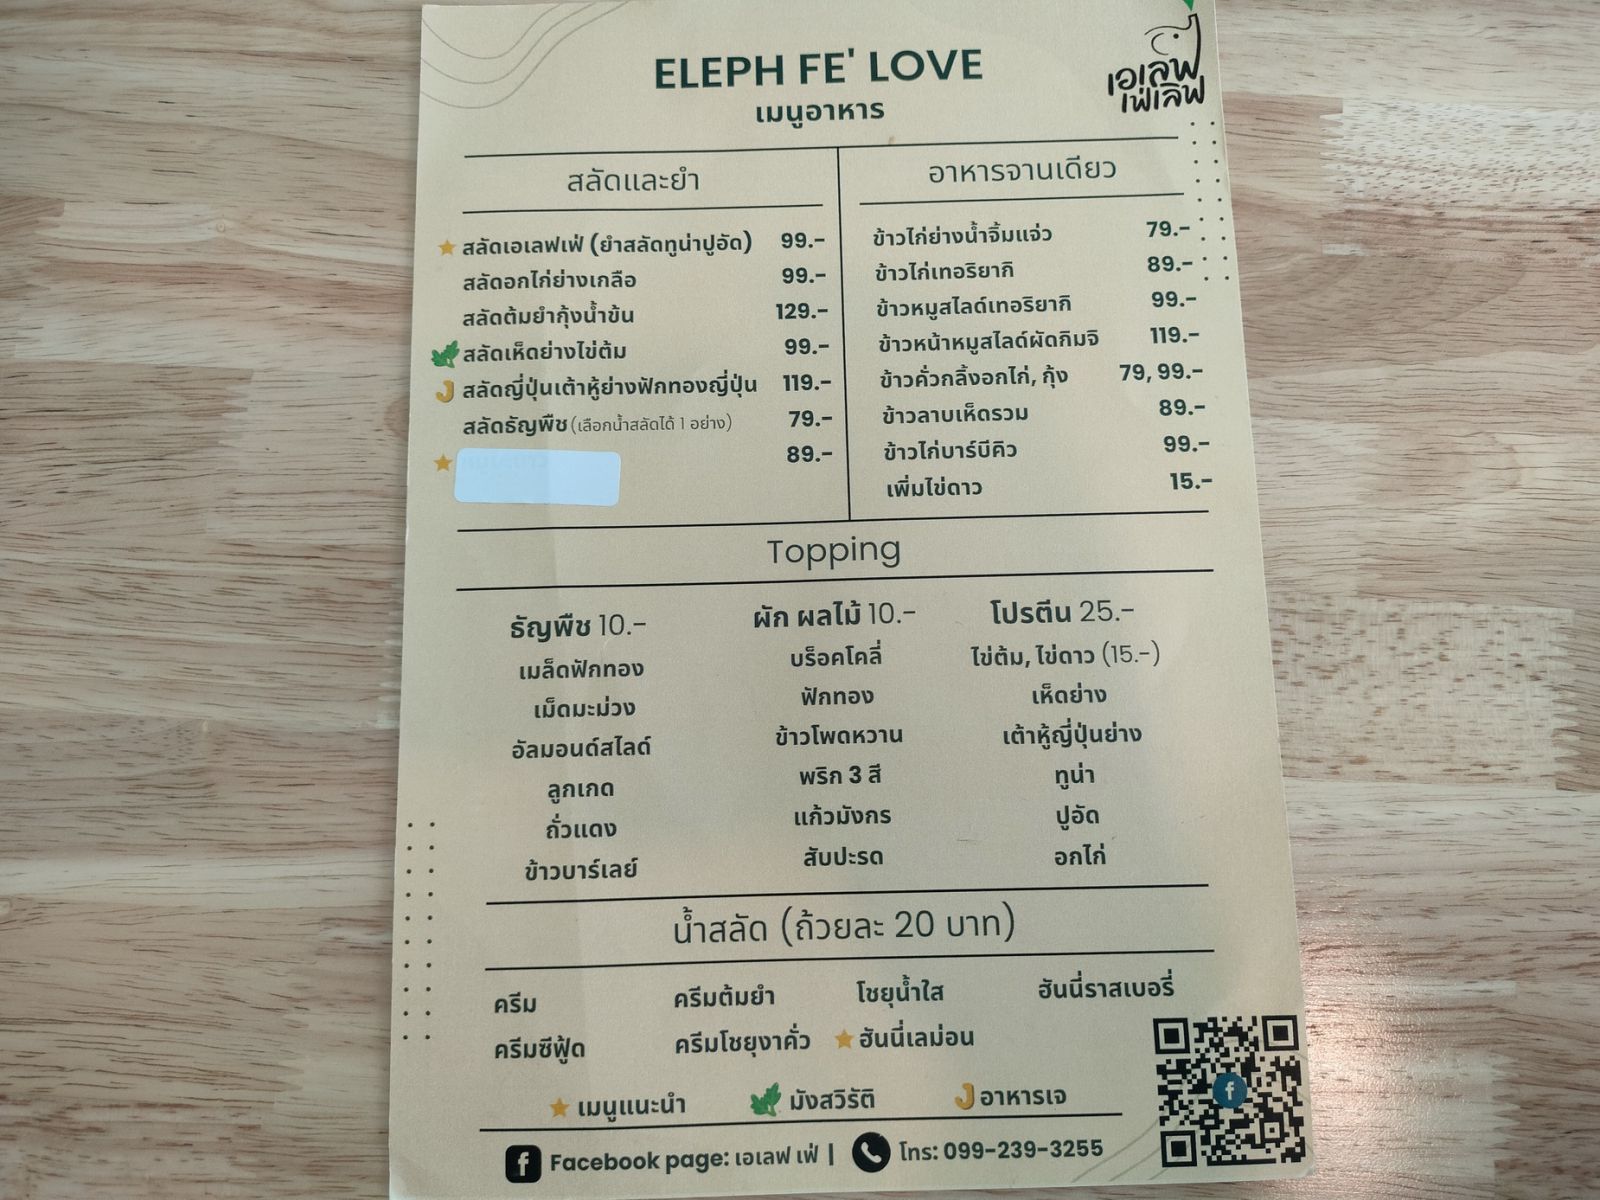 ELEPH FE' LOVE
เอเลฟ
เฟ่เลิฟ
เมนูอาหาร
สลัดและยำ
สลัดเอเลฟเฟ่ (ยำสลัดทูน่าปูอัด) 99.-
สลัดอกไก่ย่างเกลือ 99.-
สลัดต้มยำกุ้งน้ำข้น 129.-
สลัดเห็ดย่างไข่ต้ม 99.-
สลัดญี่ปุ่นเต้าหู้ย่างฟักทองญี่ปุ่น 119.-
สลัดธัญพืช (เลือกน้ำสลัดได้ 1 อย่าง) 79.-
89.-
อาหารจานเดียว
ข้าวไก่ย่างน้ำจิ้มแจ่ว 79.-
ข้าวไก่เทอริยากิ 89.-
ข้าวหมูสไลด์เทอริยากิ 99.-
ข้าวหน้าหมูสไลด์ผัดกิมจิ 119.-
ข้าวคั่วกลิ้งอกไก่, กุ้ง 79, 99.-
ข้าวลาบเห็ดรวม 89.-
ข้าวไก่บาร์บีคิว 99.-
เพิ่มไข่ดาว 15.-
Topping
ธัญพืช 10.-
เมล็ดฟักทอง
เม็ดมะม่วง
อัลมอนด์สไลด์
ลูกเกด
ถั่วแดง
ข้าวบาร์เลย์
ผัก ผลไม้ 10.-
บร็อคโคลี่
ฟักทอง
ข้าวโพดหวาน
พริก 3 สี
แก้วมังกร
สับปะรด
โปรตีน 25.-
ไข่ต้ม, ไข่ดาว (15.-)
เห็ดย่าง
เต้าหู้ญี่ปุ่นย่าง
ทูน่า
ปูอัด
อกไก่
น้ำสลัด (ถ้วยละ 20 บาท)
ครีม ครีมต้มยำ โชยุน้ำใส ฮันนี่ราสเบอรี่
ครีมซีฟู้ด ครีมโชยุงาคั่ว ฮันนี่เลม่อน
เมนูแนะนำ มังสวิรัติ อาหารเจ
Facebook page: เอเลฟ เฟ่ | โทร: 099-239-3255